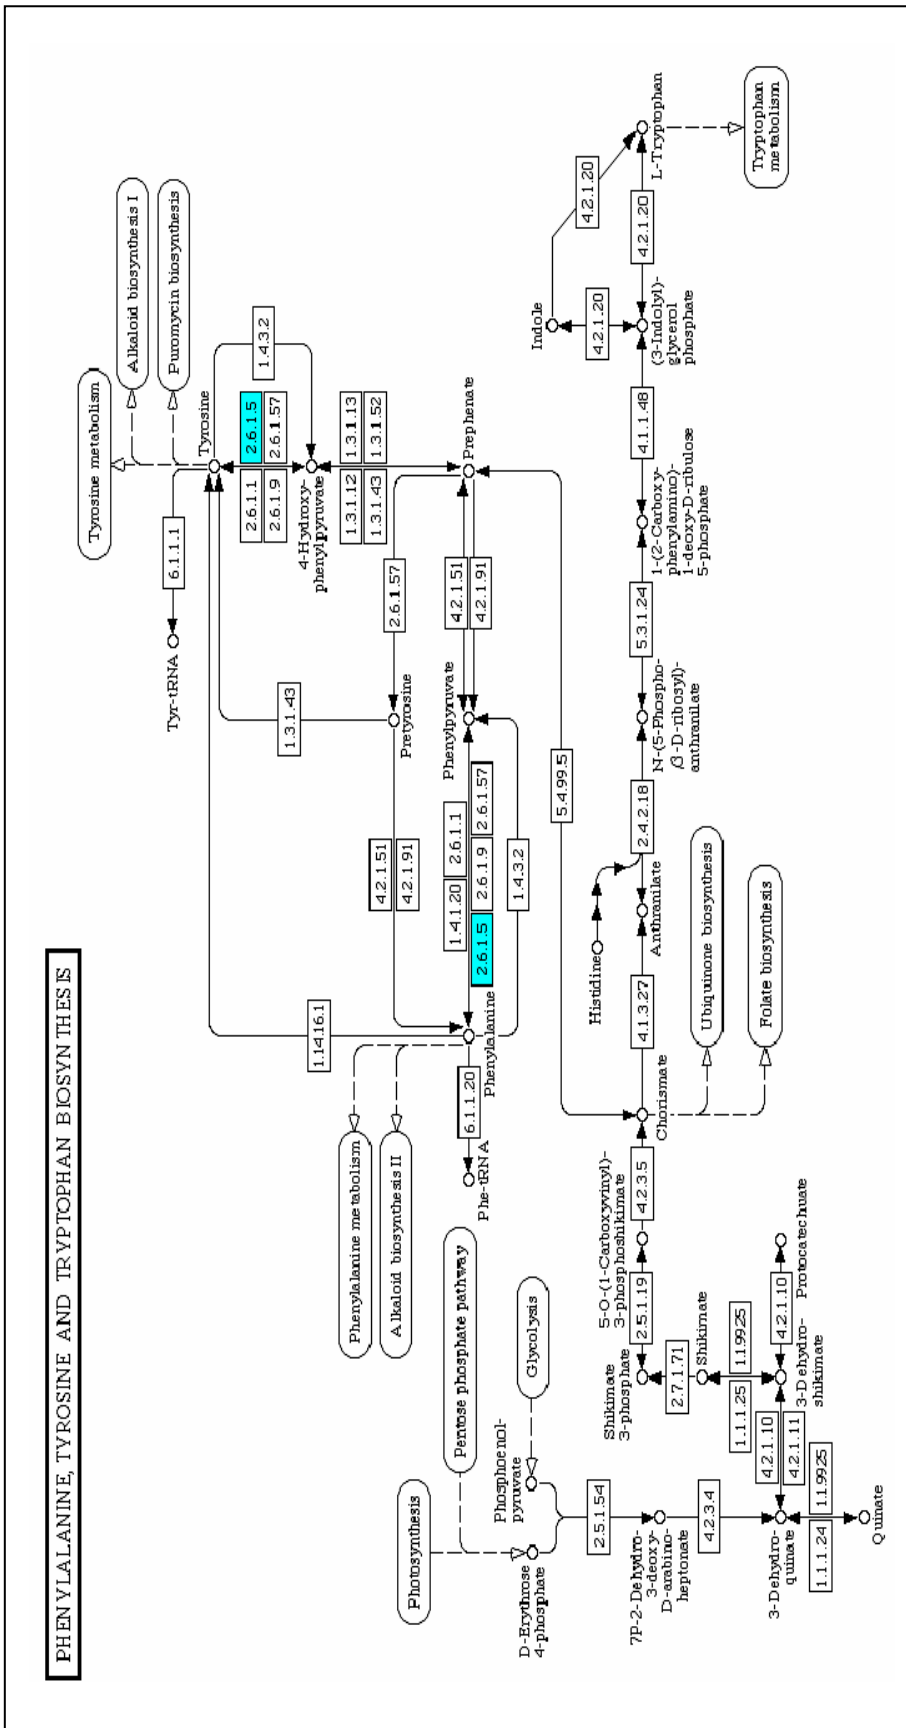 PHENYLALANINE, TYROSINE AND TRYPTOPHAN BIOSYNTHESIS
Photosynthesis
Pentose phosphate pathway
Glycolysis
D-Erythrose
4-phosphate
Phosphoenol-
pyruvate
2.5.1.54
7P-2-Dehydro-
3-deoxy-
D-arabino-
heptonate
4.2.3.4
3-Dehydro-
quinate
1.1.1.24
1.1.9925
Quinate
4.2.1.10
4.2.1.11
3-Dehydro-
shikimate
4.2.1.10
Protocatechuate
1.1.1.25
1.1.9925
Shikimate
2.7.1.71
Shikimate
3-phosphate
2.5.1.19
5-O-(1-Carboxyvinyl)-
3-phosphoshikimate
4.2.3.5
Chorismate
Phenylalanine metabolism
Alkaloid biosynthesis II
Phe-tRNA
6.1.1.20
Phenylalanine
1.14.16.1
4.2.1.51
4.2.1.91
1.4.1.20
2.6.1.1
2.6.1.5
2.6.1.9
2.6.1.57
1.4.3.2
Phenylpyruvate
Pretyrosine
1.3.1.43
2.6.1.57
4.2.1.51
4.2.1.91
Prephenate
5.4.99.5
Tyr-tRNA
6.1.1.1
Tyrosine metabolism
Alkaloid biosynthesis I
Puromycin biosynthesis
Tyrosine
2.6.1.1
2.6.1.5
2.6.1.9
2.6.1.57
1.4.3.2
4-Hydroxy-
phenylpyruvate
1.3.1.12
1.3.1.13
1.3.1.43
1.3.1.52
4.1.3.27
Ubiquinone biosynthesis
Folate biosynthesis
Histidine
Anthranilate
2.4.2.18
N-(5-Phospho-
β-D-ribosyl)-
anthranilate
5.3.1.24
1-(2-Carboxy-
phenylamino)-
1-deoxy-D-ribulose
5-phosphate
4.1.1.48
(3-Indolyl)-
glycerol
phosphate
4.2.1.20
Indole
4.2.1.20
4.2.1.20
L-Tryptophan
Tryptophan
metabolism